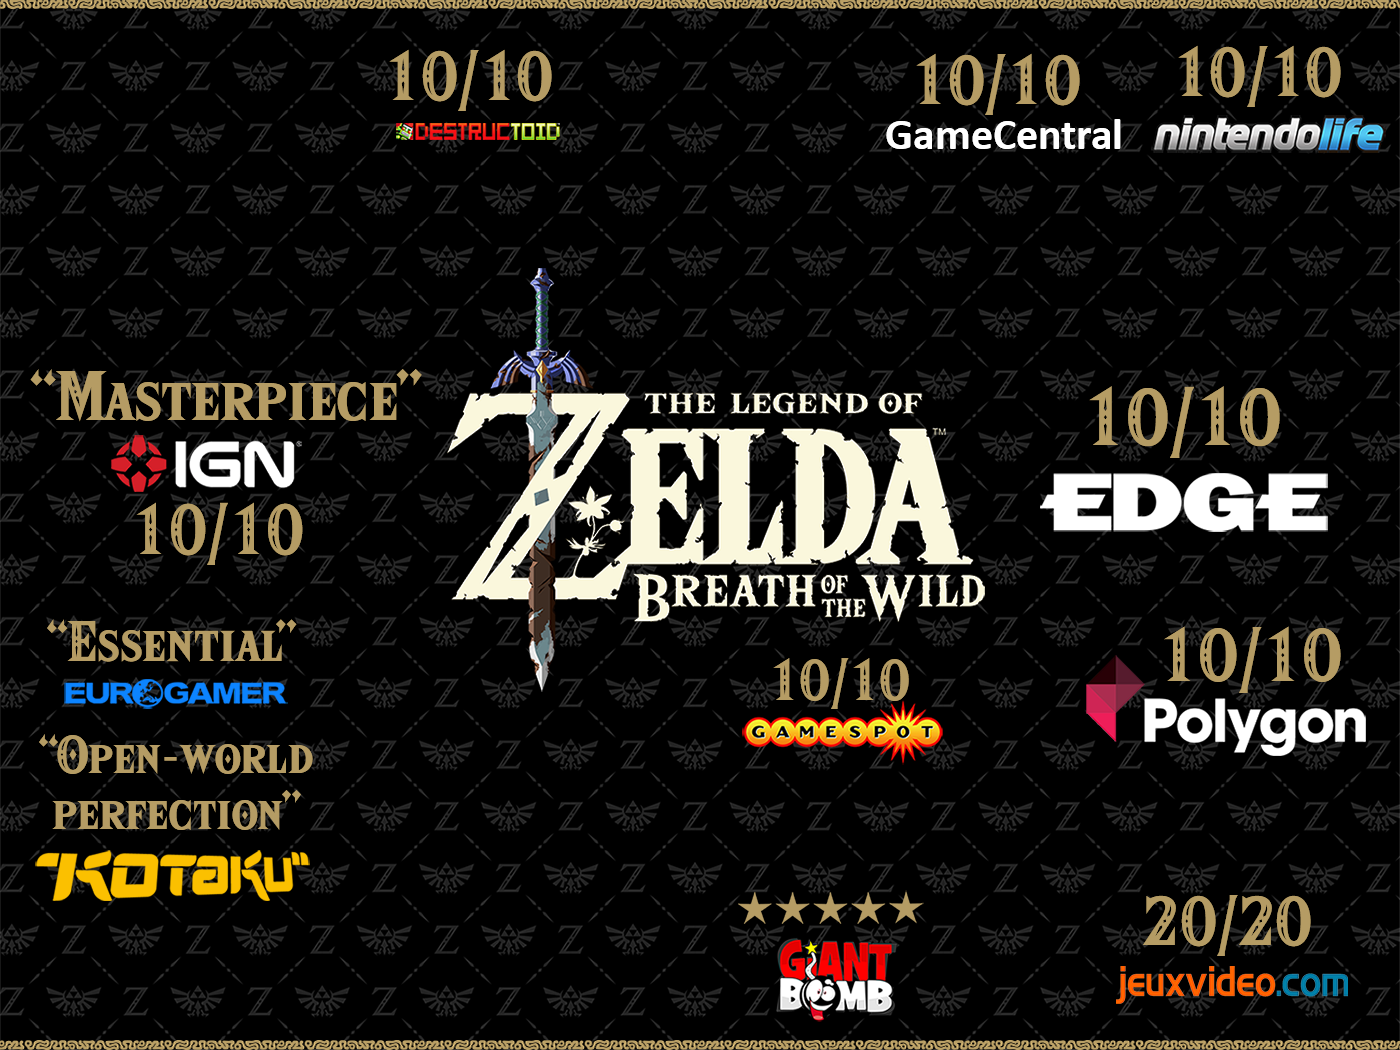 10/10
DESTRUCTOID
10/10
GameCentral
10/10
nintendolife
“MASTERPIECE”
IGN
10/10
THE LEGEND OF
ZELDA™
BREATH OF THE WILD
10/10
EDGE
“ESSENTIAL”
EUROGAMER
10/10
GAMESPOT
10/10
Polygon
“OPEN-WORLD
PERFECTION”
KOTAKU
GIANT
BOMB
20/20
jeuxvideo.com